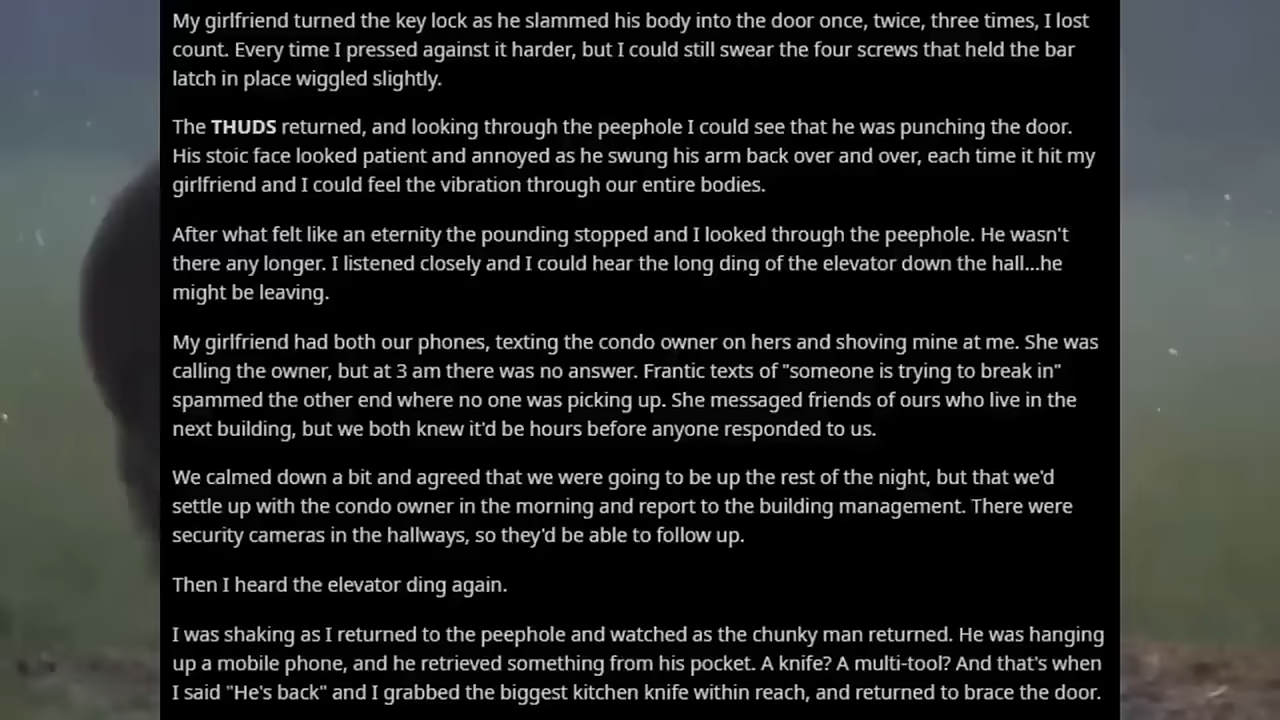 My girlfriend turned the key lock as he slammed his body into the door once, twice, three times, I lost
count. Every time I pressed against it harder, but I could still swear the four screws that held the bar
latch in place wiggled slightly.
The THUDS returned, and looking through the peephole I could see that he was punching the door.
His stoic face looked patient and annoyed as he swung his arm back over and over, each time it hit my
girlfriend and I could feel the vibration through our entire bodies.
After what felt like an eternity the pounding stopped and I looked through the peephole. He wasn't
there any longer. I listened closely and I could hear the long ding of the elevator down the hall...he
might be leaving.
My girlfriend had both our phones, texting the condo owner on hers and shoving mine at me. She was
calling the owner, but at 3 am there was no answer. Frantic texts of "someone is trying to break in"
spammed the other end where no one was picking up. She messaged friends of ours who live in the
next building, but we both knew it'd be hours before anyone responded to us.
We calmed down a bit and agreed that we were going to be up the rest of the night, but that we'd
settle up with the condo owner in the morning and report to the building management. There were
security cameras in the hallways, so they'd be able to follow up.
Then I heard the elevator ding again.
I was shaking as I returned to the peephole and watched as the chunky man returned. He was hanging
up a mobile phone, and he retrieved something from his pocket. A knife? A multi-tool? And that's when
I said "He's back" and I grabbed the biggest kitchen knife within reach, and returned to brace the door.